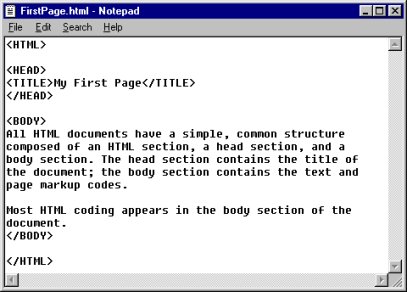 FirstPage.html - Notepad
File Edit Search Help
<HTML>
<HEAD>
<TITLE>My First Page</TITLE>
</HEAD>
<BODY>
All HTML documents have a simple, common structure
composed of an HTML section, a head section, and a
body section. The head section contains the title of
the document; the body section contains the text and
page markup codes.
Most HTML coding appears in the body section of the
document.
</BODY>
</HTML>